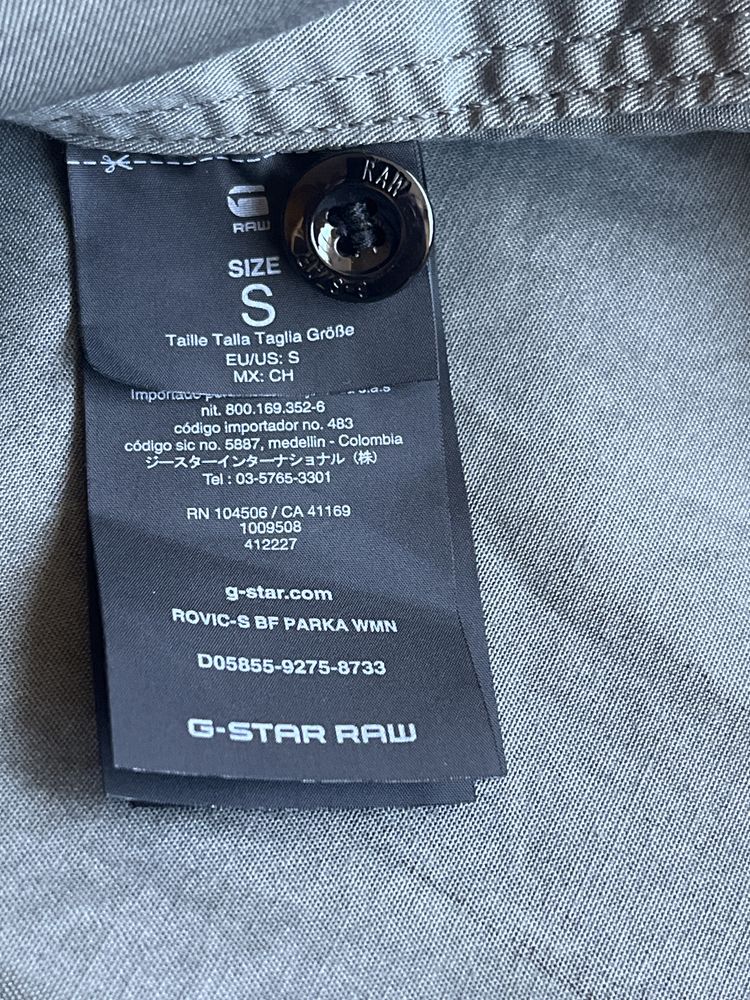 RAW
RAW
G-STAR
SIZE
S
Taille Talla Taglia Größe
EU/US: S
MX: CH
Importado
nit. 800.169.352-6
código importador no. 483
código sic no. 5887, medellin - Colombia
ジースターインターナショナル（株）
Tel : 03-5765-3301
RN 104506 / CA 41169
1009508
412227
g-star.com
ROVIC-S BF PARKA WMN
D05855-9275-8733
G-STAR RAW